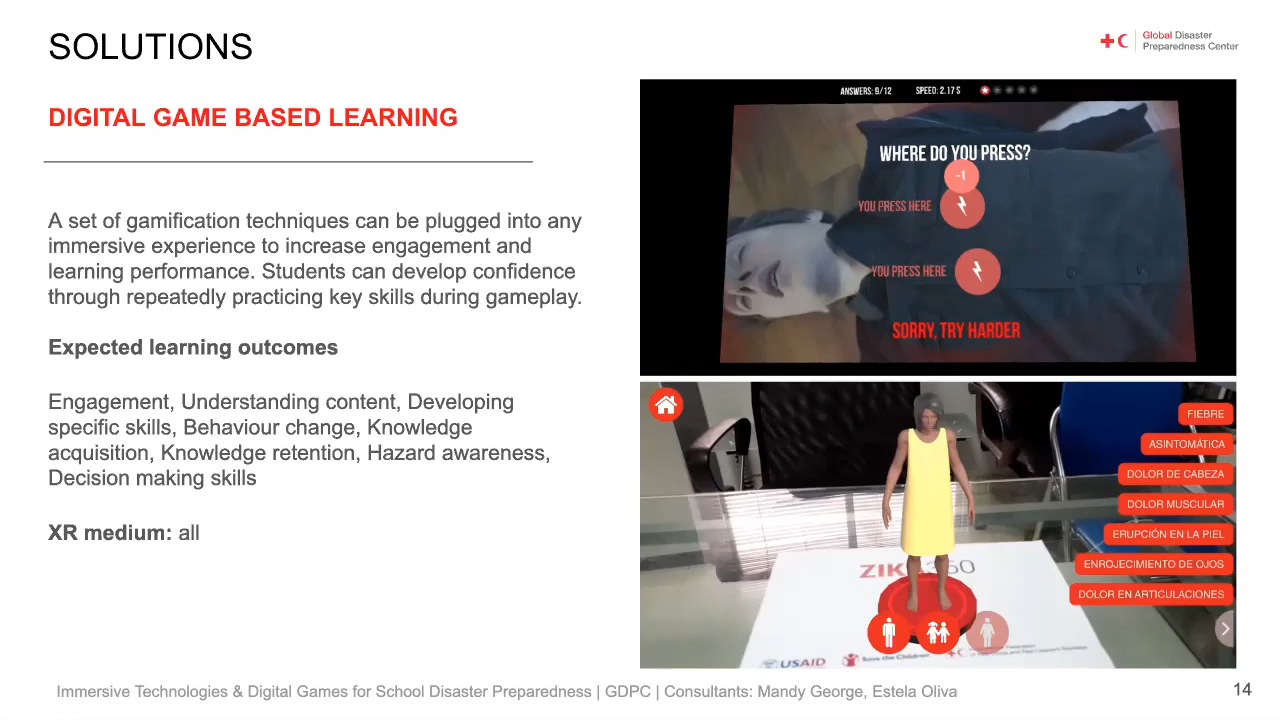 SOLUTIONS
Global Disaster
Preparedness Center
DIGITAL GAME BASED LEARNING
A set of gamification techniques can be plugged into any
immersive experience to increase engagement and
learning performance. Students can develop confidence
through repeatedly practicing key skills during gameplay.
Expected learning outcomes
Engagement, Understanding content, Developing
specific skills, Behaviour change, Knowledge
acquisition, Knowledge retention, Hazard awareness,
Decision making skills
XR medium: all
ANSWERS: 9/12 SPEED: 2.17 S
WHERE DO YOU PRESS?
-1
YOU PRESS HERE
YOU PRESS HERE
SORRY, TRY HARDER
FIEBRE
ASINTOMÁTICA
DOLOR DE CABEZA
DOLOR MUSCULAR
ERUPCIÓN EN LA PIEL
ENROJECIMIENTO DE OJOS
DOLOR EN ARTICULACIONES
ZIKA360
USAID Save the Children
Immersive Technologies & Digital Games for School Disaster Preparedness | GDPC | Consultants: Mandy George, Estela Oliva
14